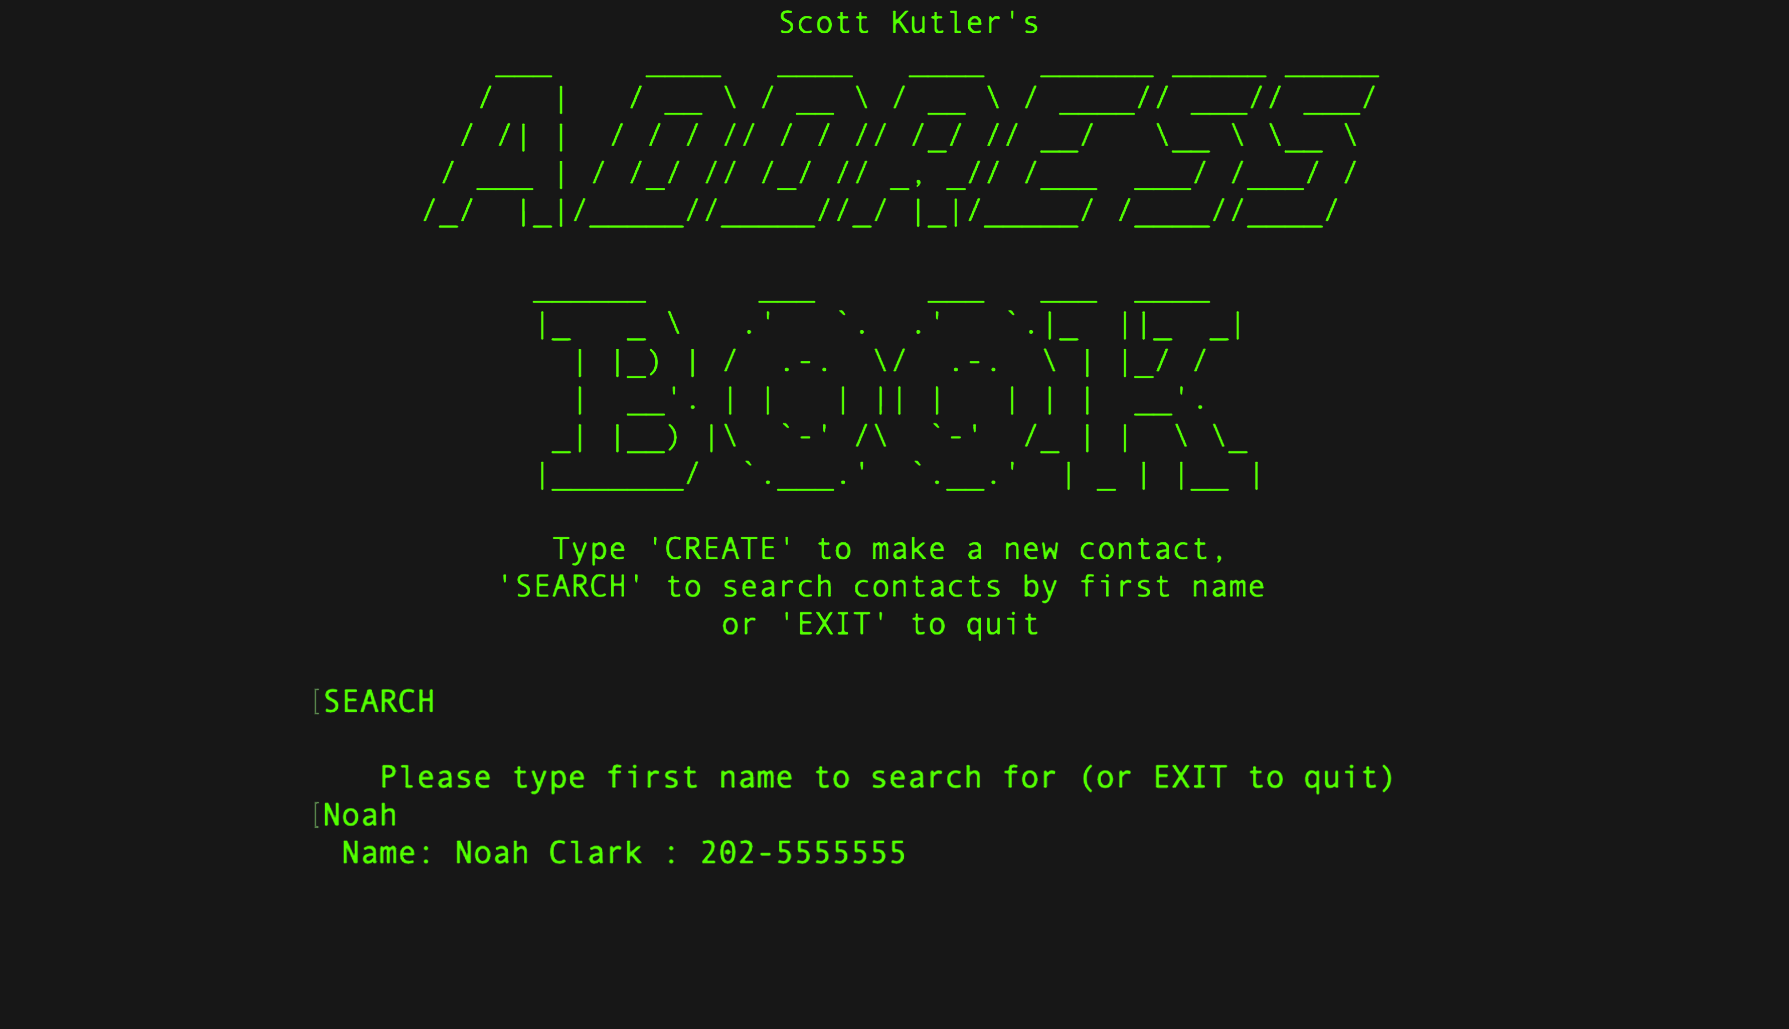 Scott Kutler's
ADDRESS
BOOK
Type 'CREATE' to make a new contact,
'SEARCH' to search contacts by first name
or 'EXIT' to quit
[SEARCH
Please type first name to search for (or EXIT to quit)
[Noah
Name: Noah Clark : 202-5555555